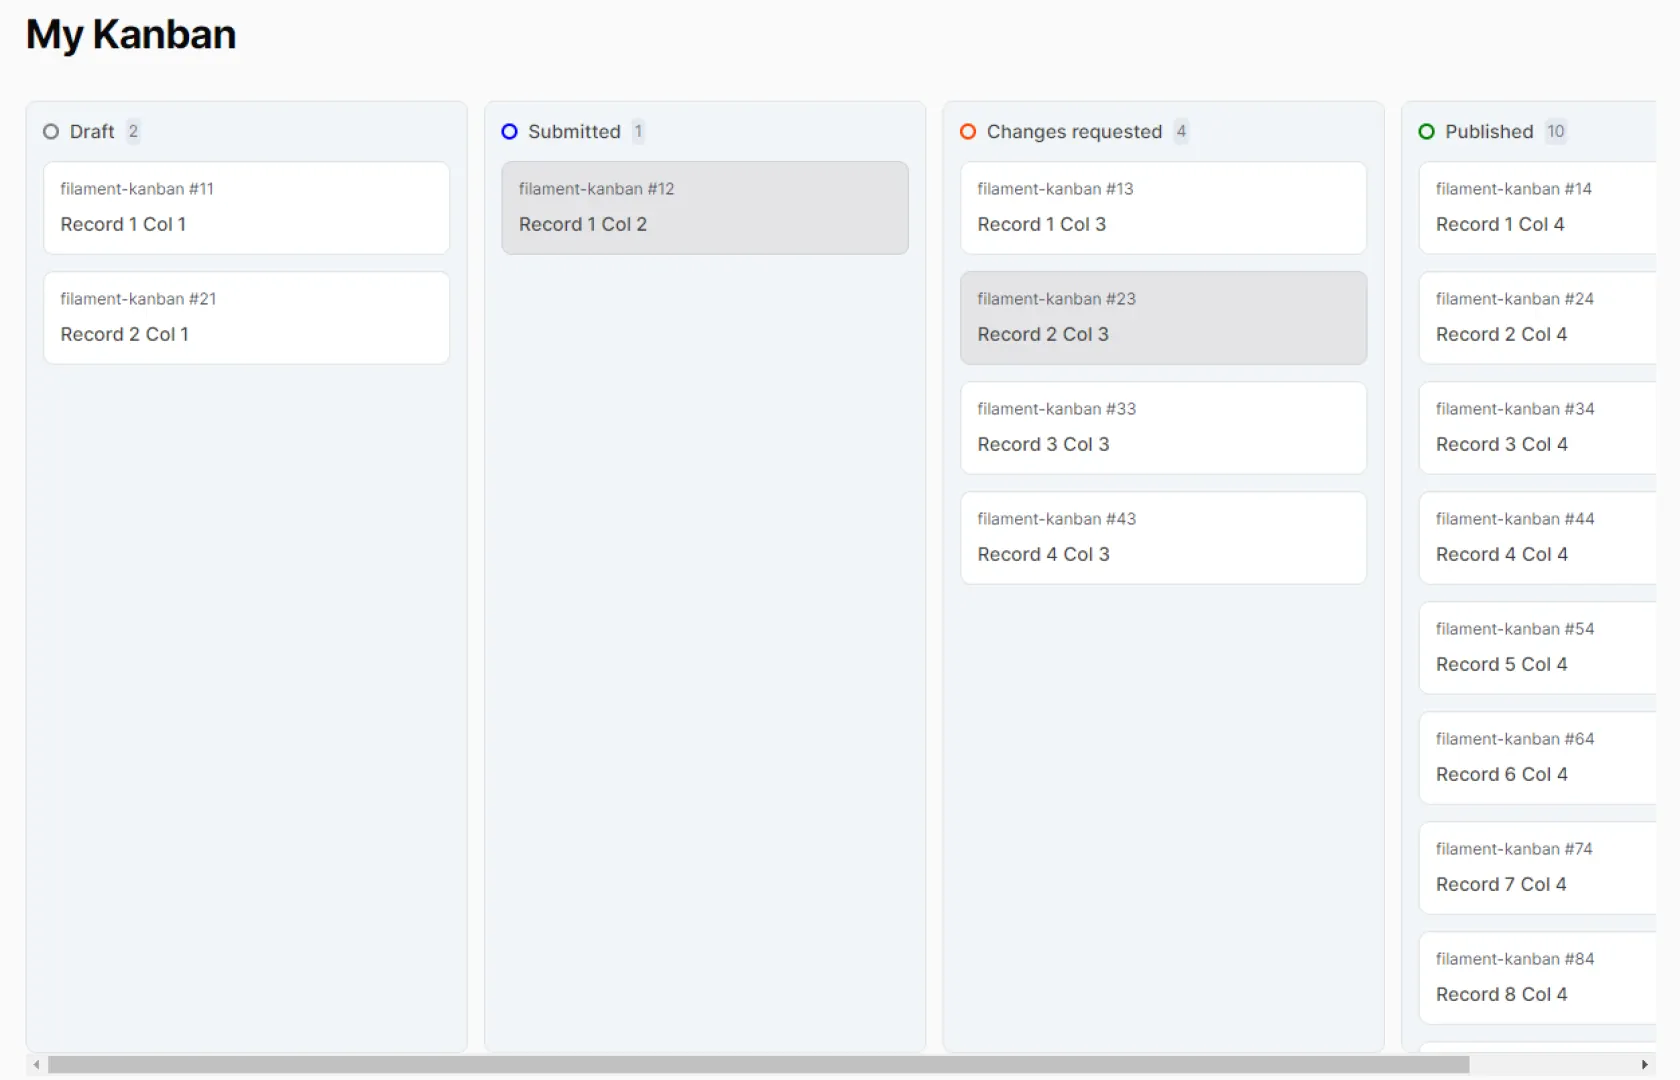 My Kanban
Draft 2
filament-kanban #11
Record 1 Col 1
filament-kanban #21
Record 2 Col 1
Submitted 1
filament-kanban #12
Record 1 Col 2
Changes requested 4
filament-kanban #13
Record 1 Col 3
filament-kanban #23
Record 2 Col 3
filament-kanban #33
Record 3 Col 3
filament-kanban #43
Record 4 Col 3
Published 10
filament-kanban #14
Record 1 Col 4
filament-kanban #24
Record 2 Col 4
filament-kanban #34
Record 3 Col 4
filament-kanban #44
Record 4 Col 4
filament-kanban #54
Record 5 Col 4
filament-kanban #64
Record 6 Col 4
filament-kanban #74
Record 7 Col 4
filament-kanban #84
Record 8 Col 4